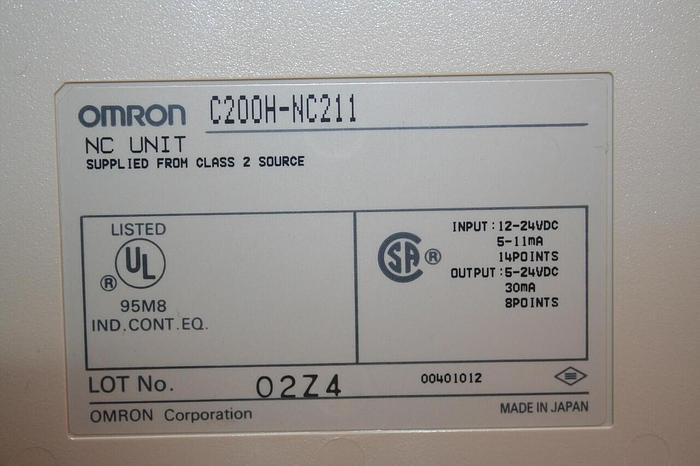 OMRON C200H-NC211
NC UNIT
SUPPLIED FROM CLASS 2 SOURCE
LISTED
UL
®
95M8
IND.CONT.EQ.
SA ®
INPUT:12-24VDC
5-11mA
14POINTS
OUTPUT:5-24VDC
30mA
8POINTS
LOT No. 02Z4 00401012
OMRON Corporation MADE IN JAPAN